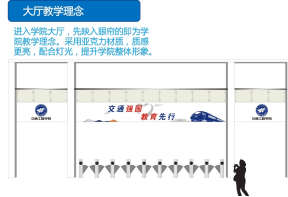 大厅教学理念
进入学院大厅，先映入眼帘的即为学
院教学理念。采用亚克力材质，质感
更亮，配合灯光，提升学院整体形象。
交通强国
教育先行